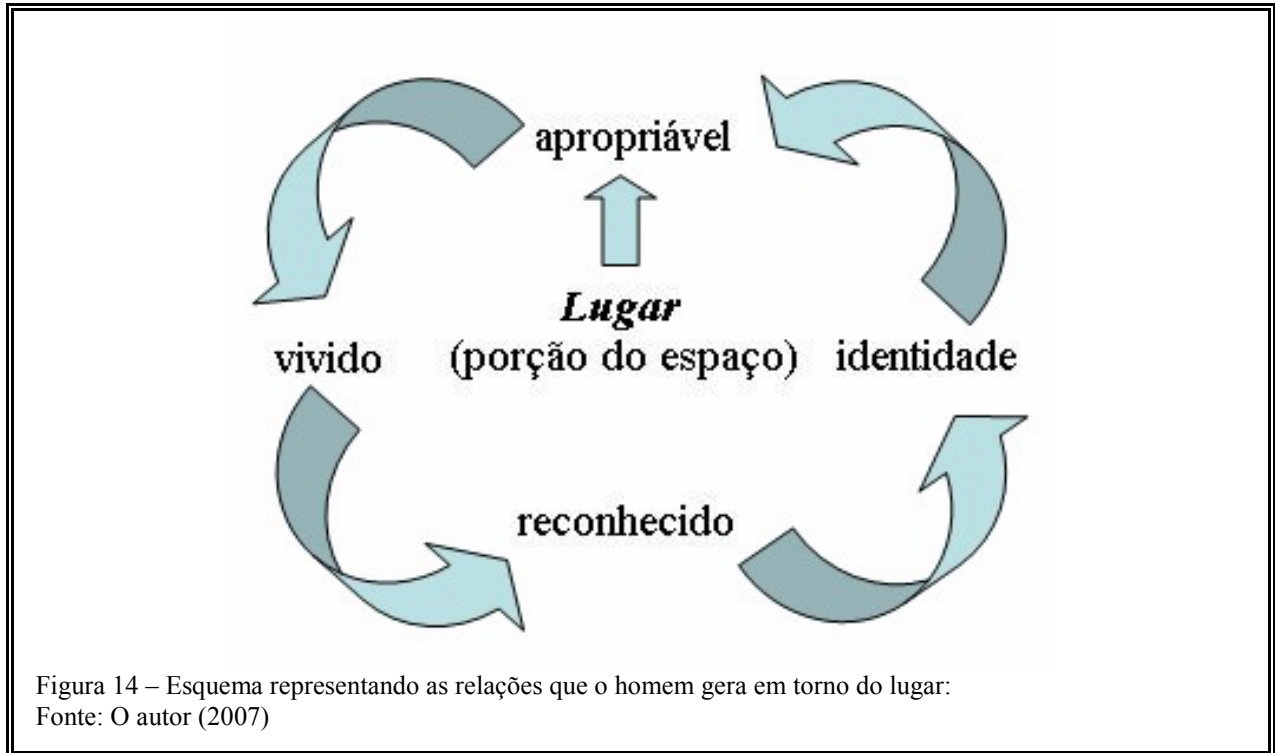 apropriável
Lugar
vivido (porção do espaço) identidade
reconhecido
Figura 14 – Esquema representando as relações que o homem gera em torno do lugar:
Fonte: O autor (2007)